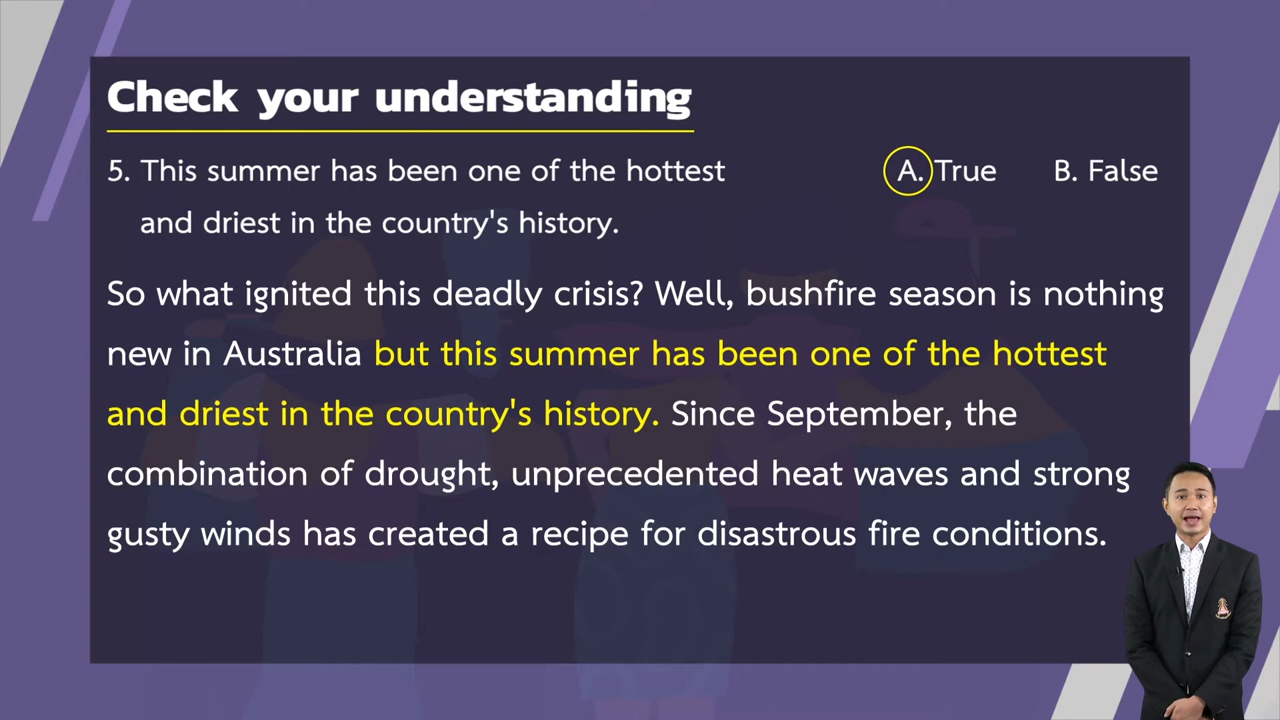 Check your understanding
5. This summer has been one of the hottest
A. True
B. False
and driest in the country's history.
So what ignited this deadly crisis? Well, bushfire season is nothing
new in Australia but this summer has been one of the hottest
and driest in the country's history. Since September, the
combination of drought, unprecedented heat waves and strong
gusty winds has created a recipe for disastrous fire conditions.